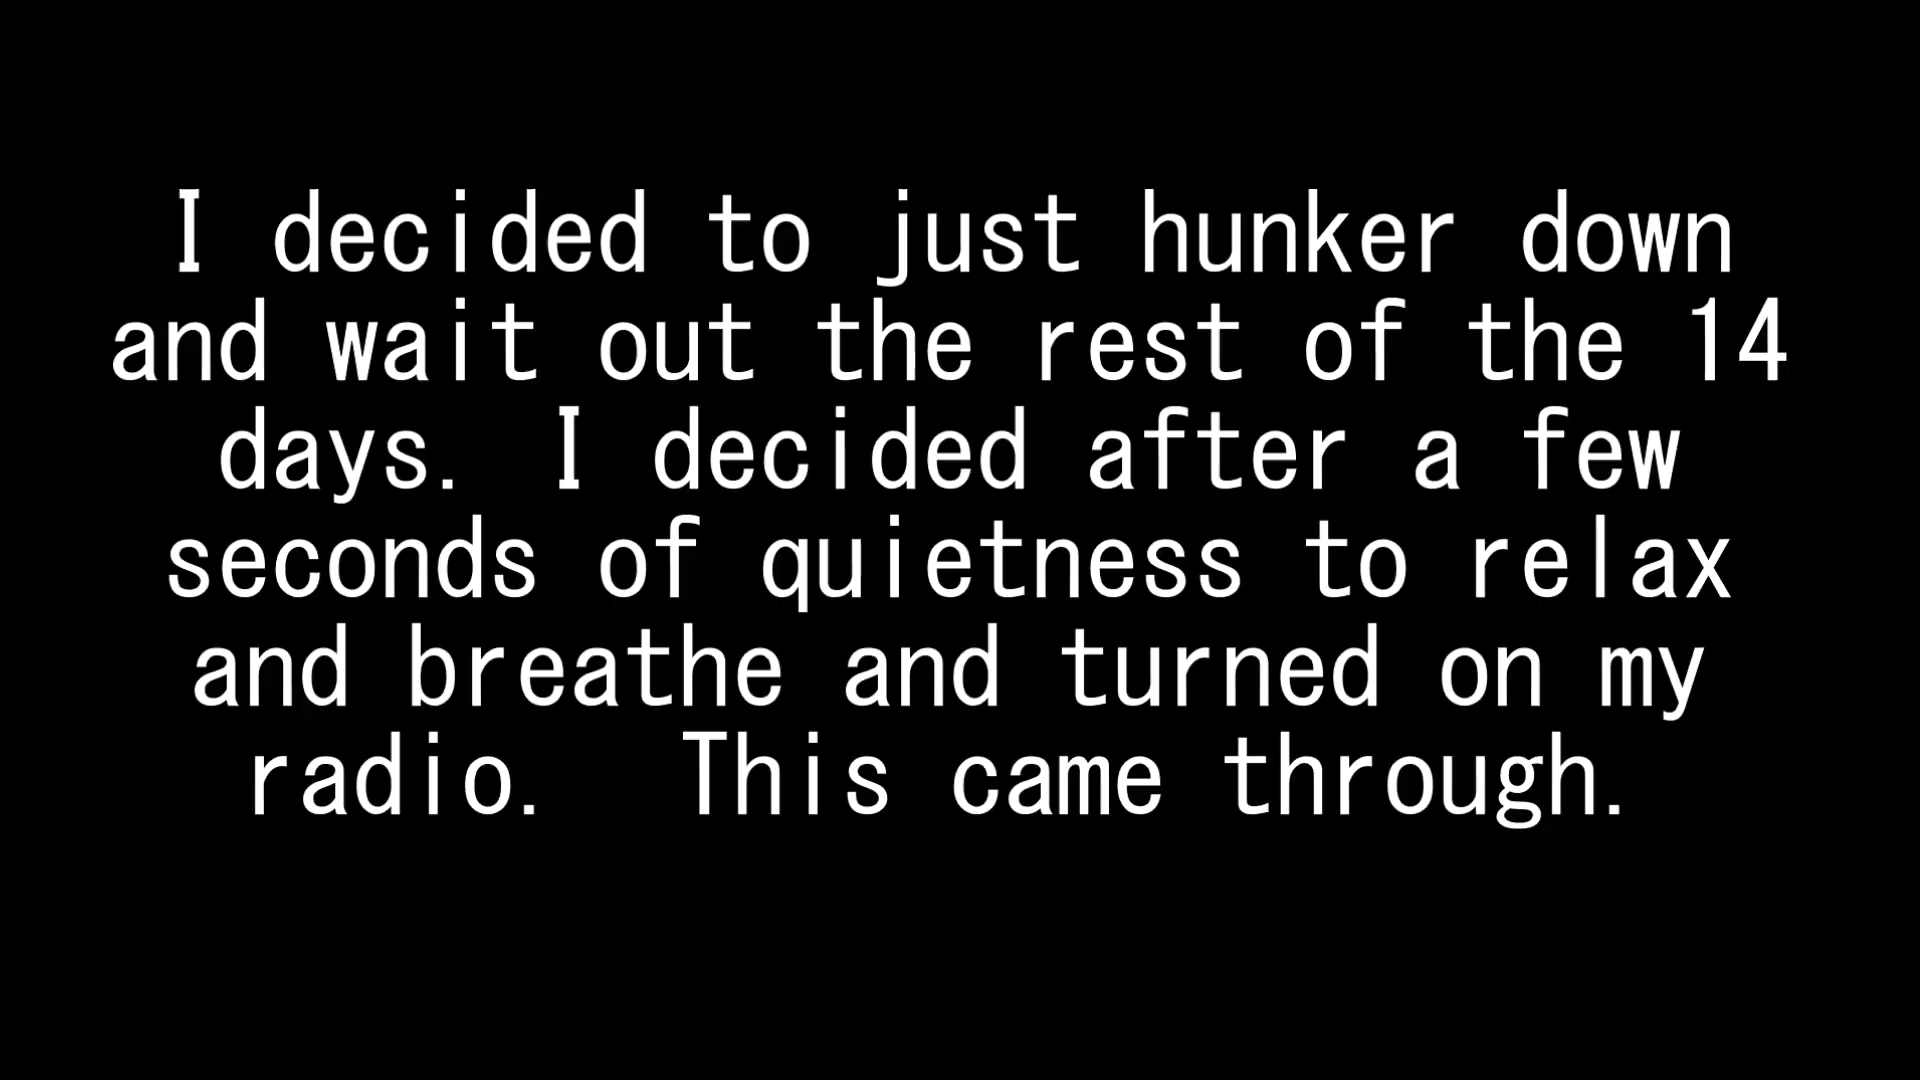 I decided to just hunker down
and wait out the rest of the 14
days. I decided after a few
seconds of quietness to relax
and breathe and turned on my
radio.  This came through.